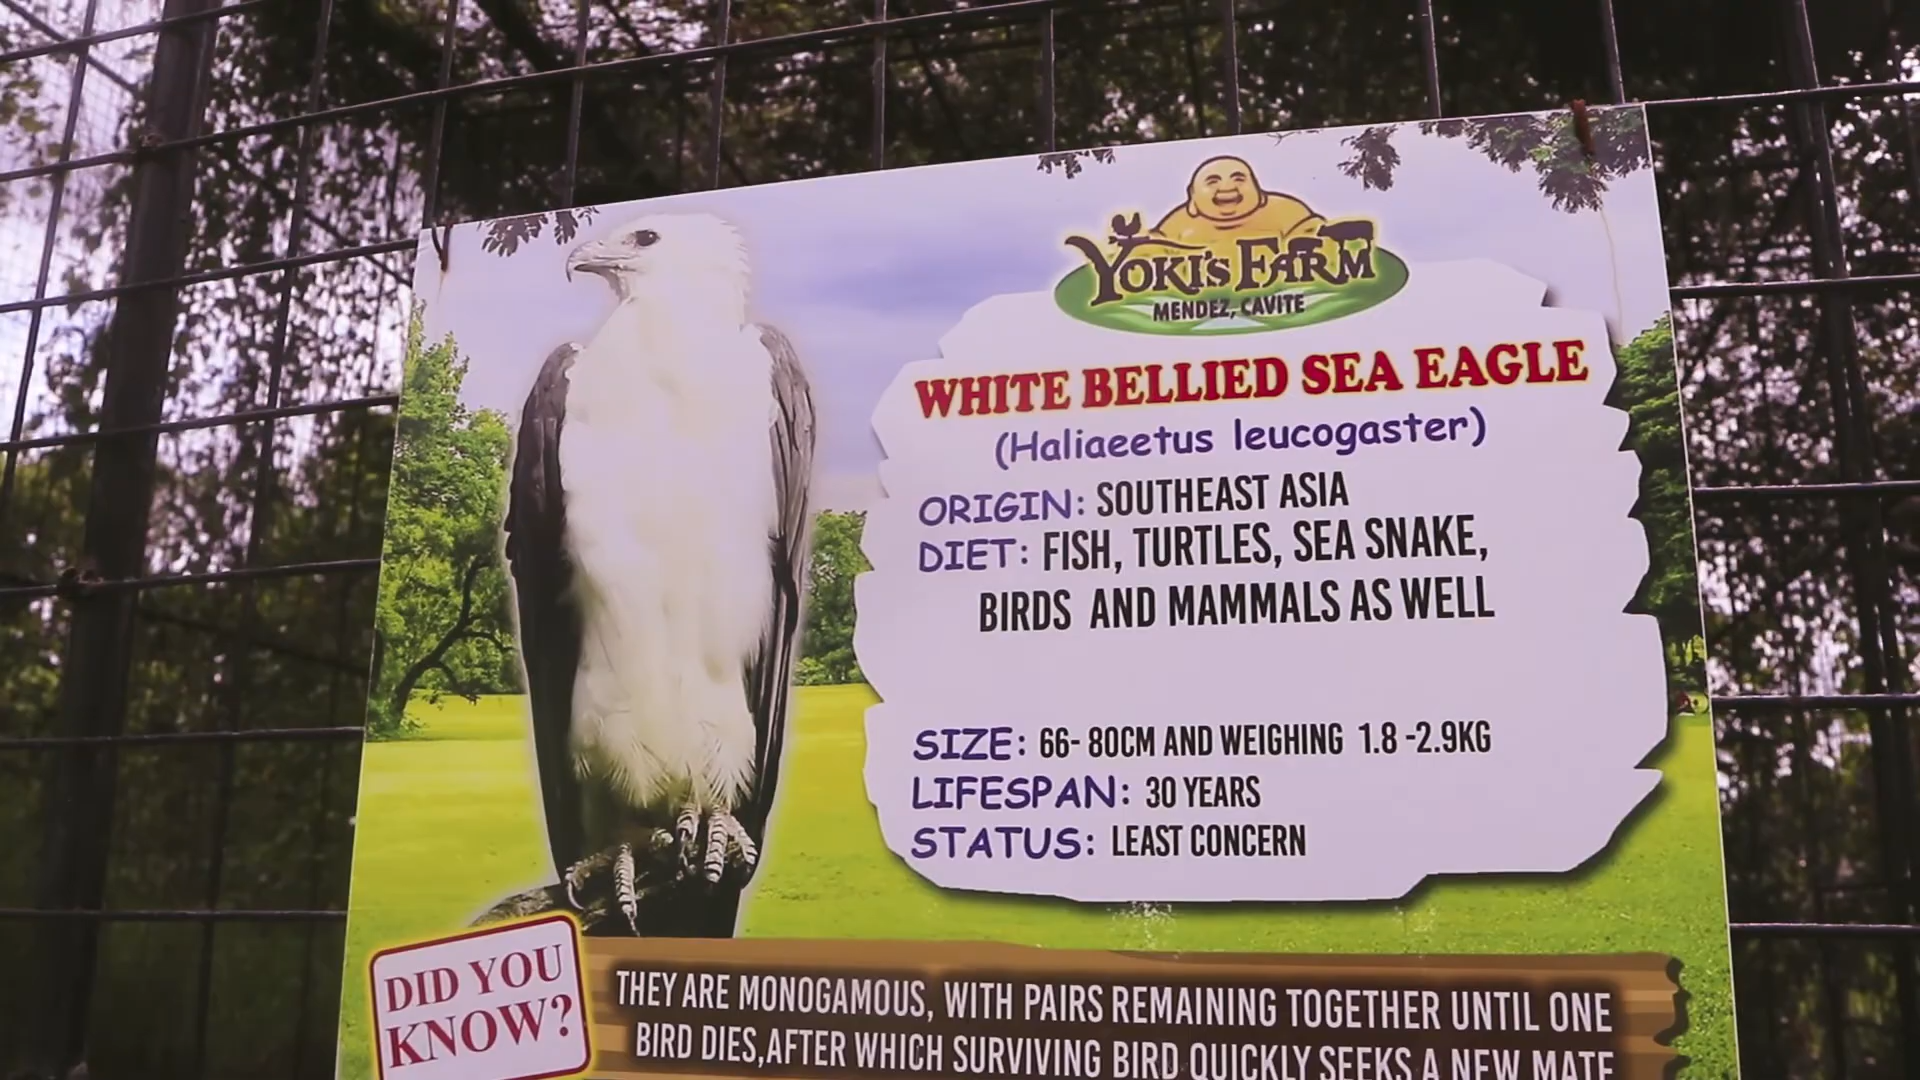 YOKI'S FARM
MENDEZ, CAVITE
WHITE BELLIED SEA EAGLE
(Haliaeetus leucogaster)
ORIGIN: SOUTHEAST ASIA
DIET: FISH, TURTLES, SEA SNAKE,
BIRDS AND MAMMALS AS WELL
SIZE: 66- 80CM AND WEIGHING 1.8 -2.9KG
LIFESPAN: 30 YEARS
STATUS: LEAST CONCERN
DID YOU
KNOW?
THEY ARE MONOGAMOUS, WITH PAIRS REMAINING TOGETHER UNTIL ONE
BIRD DIES,AFTER WHICH SURVIVING BIRD QUICKLY SEEKS A NEW MATE